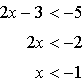 2x − 3 < −5
2x < −2
x < −1